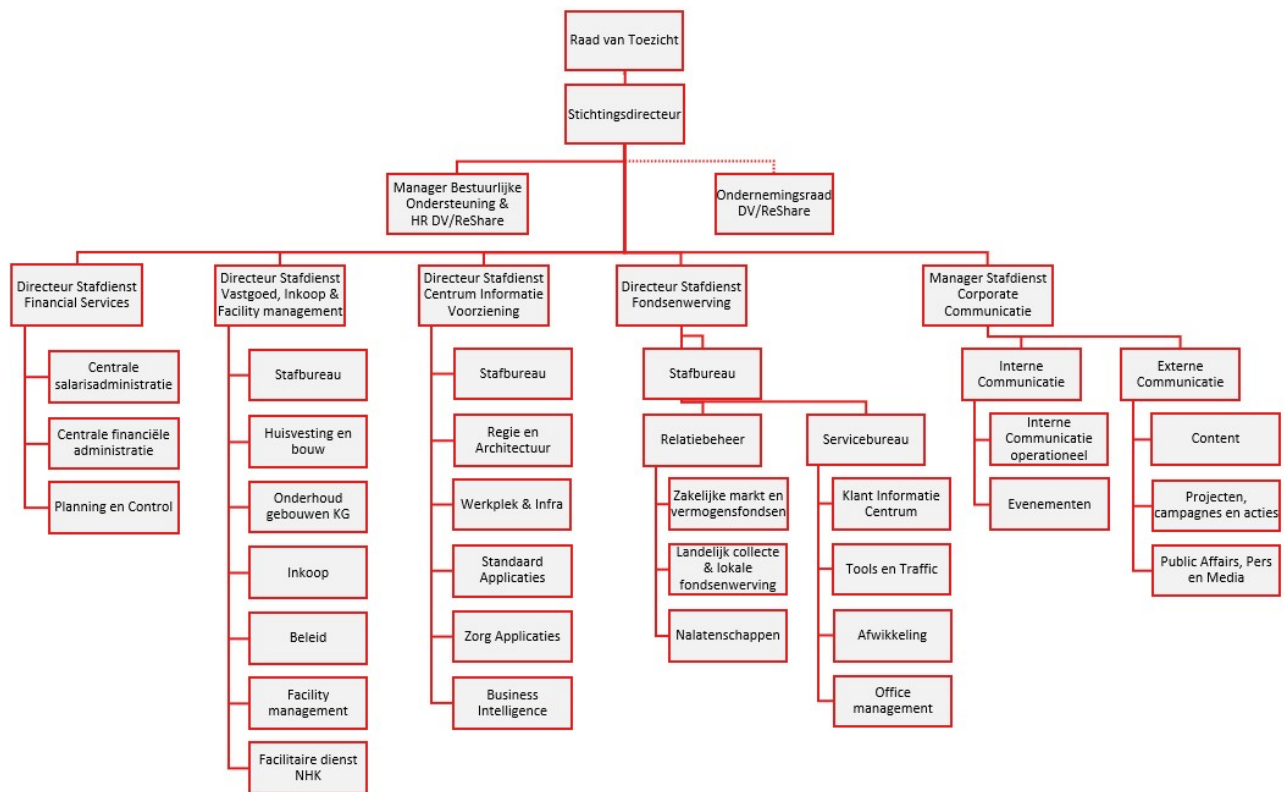 Raad van Toezicht
Stichtingsdirecteur
Manager Bestuurlijke
Ondersteuning &
HR DV/ReShare
Ondernemingsraad
DV/ReShare
Directeur Stafdienst
Financial Services
Directeur Stafdienst
Vastgoed, Inkoop &
Facility management
Directeur Stafdienst
Centrum Informatie
Voorziening
Directeur Stafdienst
Fondsenwerving
Manager Stafdienst
Corporate
Communicatie
Centrale
salarisadministratie
Centrale financiële
administratie
Planning en Control
Stafbureau
Huisvesting en
bouw
Onderhoud
gebouwen KG
Inkoop
Beleid
Facility
management
Facilitaire dienst
NHK
Stafbureau
Regie en
Architectuur
Werkplek & Infra
Standaard
Applicaties
Zorg Applicaties
Business
Intelligence
Stafbureau
Relatiebeheer
Zakelijke markt en
vermogensfondsen
Landelijk collecte
& lokale
fondsenwerving
Nalatenschappen
Servicebureau
Klant Informatie
Centrum
Tools en Traffic
Afwikkeling
Office
management
Interne
Communicatie
Interne
Communicatie
operationeel
Evenementen
Externe
Communicatie
Content
Projecten,
campagnes en acties
Public Affairs, Pers
en Media